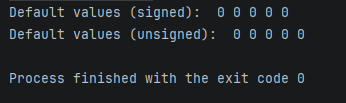 Default values (signed):  0 0 0 0 0
Default values (unsigned):  0 0 0 0 0
Process finished with the exit code 0